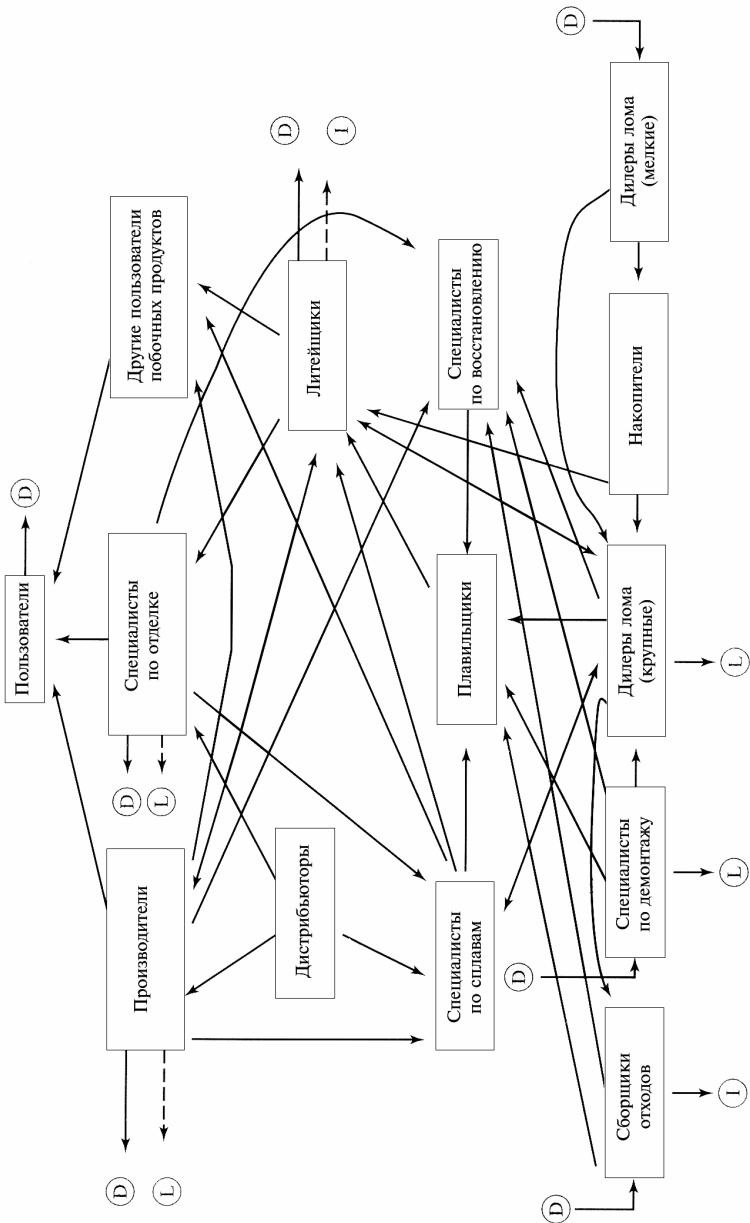 Пользователи
D
Производители
D
L
Специалисты
по отделке
D
L
Другие пользователи
побочных продуктов
Дистрибьюторы
Литейщики
D
I
Специалисты
по сплавам
Плавильщики
Специалисты
по восстановлению
D
Сборщики
отходов
I
D
Специалисты
по демонтажу
L
Дилеры лома
(крупные)
L
Накопители
Дилеры лома
(мелкие)
D